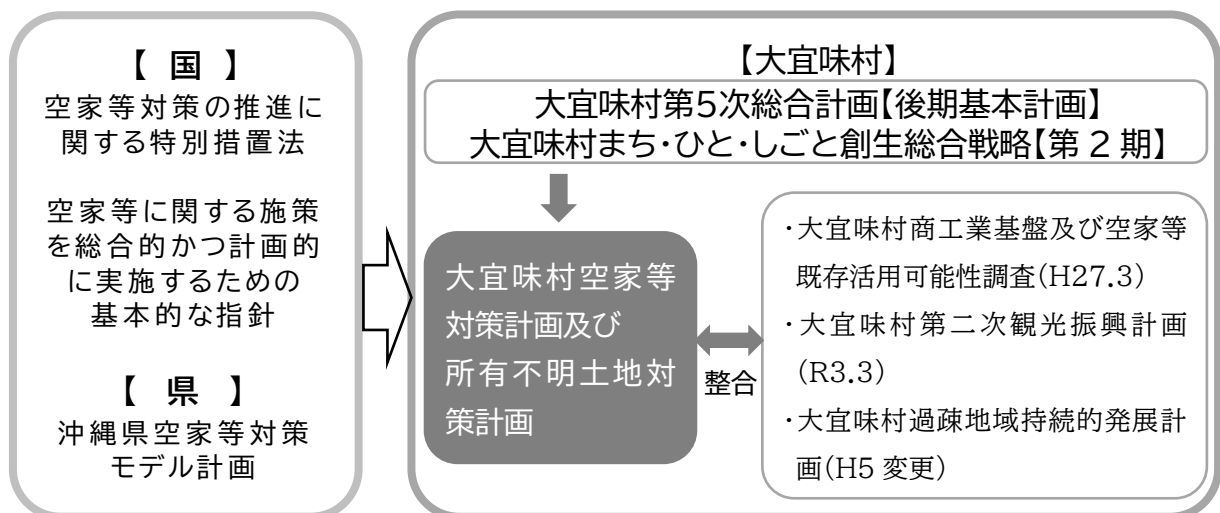 【 国 】
空家等対策の推進に
関する特別措置法
空家等に関する施策
を総合的かつ計画的
に実施するための
基本的な指針
【 県 】
沖縄県空家等対策
モデル計画
【大宜味村】
大宜味村第5次総合計画【後期基本計画】
大宜味村まち・ひと・しごと創生総合戦略【第 2 期】
大宜味村空家等
対策計画及び
所有不明土地対
策計画
整合
・大宜味村商工業基盤及び空家等
既存活用可能性調査(H27.3)
・大宜味村第二次観光振興計画
(R3.3)
・大宜味村過疎地域持続的発展計
画(H5 変更)